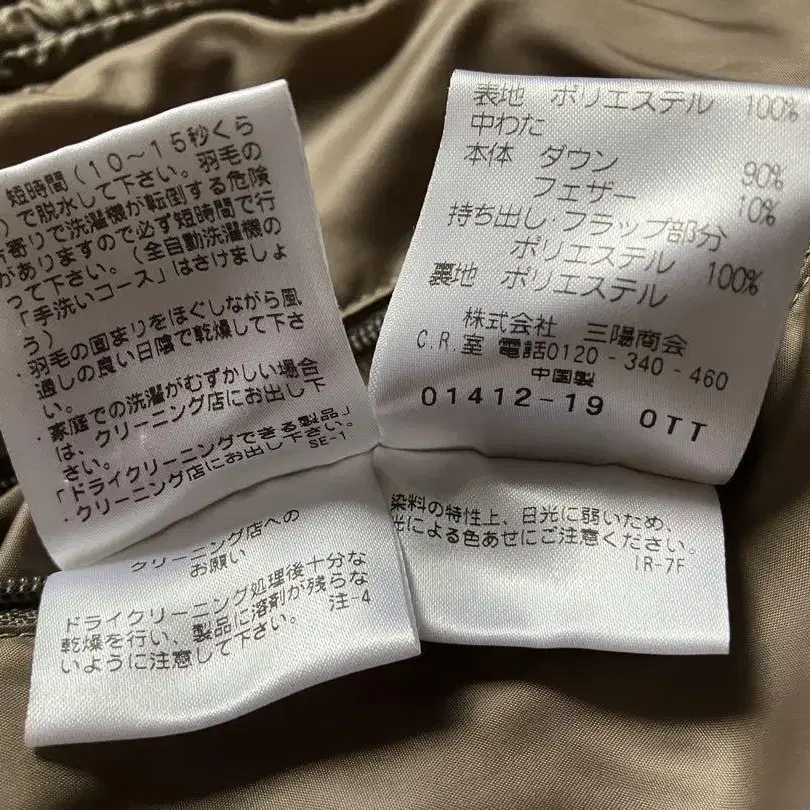 短時間(10~15秒くら
)で脱水して下さい。羽毛の
片寄りで洗濯機が転倒する危険
がありますので必ず短時間で行
って下さい。(全自動洗濯機の
「手洗いコース」はさけましょ
う)
・羽毛の固まりをほぐしながら風
通しの良い日陰で乾燥して下さ
い。
・家庭での洗濯がむずかしい場合
は、クリーニング店にお出し下
さい。
「ドライクリーニングできる製品」
・クリーニング店にお出し下さい。
SE-1
表地 ポリエステル 100%
中わた
本体 ダウン 90%
フェザー 10%
持ち出し・フラップ部分
ポリエステル 100%
裏地 ポリエステル
株式会社 三陽商会
C.R.室 電話0120-340-460
中国製
01412-19 OTT
クリーニング店への
お願い
ドライクリーニング処理後十分な
乾燥を行い、製品に溶剤が残らな
いように注意して下さい。 注-4
染料の特性上、日光に弱いため、
光による色あせにご注意ください。
IR-7F